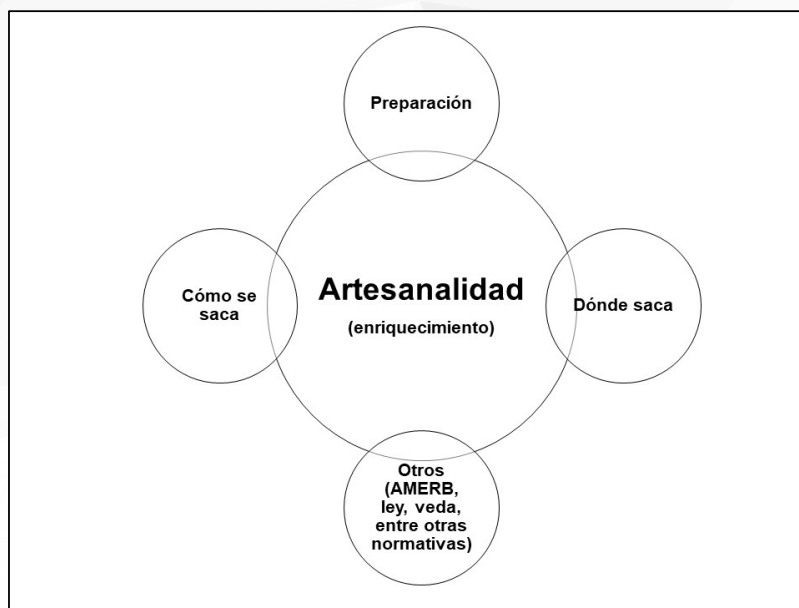 Preparación
Cómo se
saca
Artesanalidad
(enriquecimiento)
Dónde saca
Otros
(AMERB,
ley, veda,
entre otras
normativas)